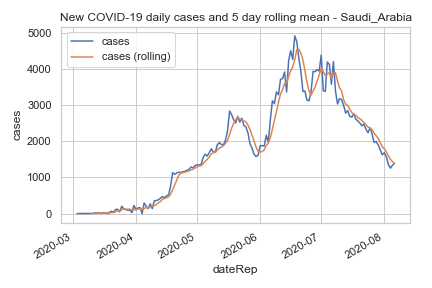 New COVID-19 daily cases and 5 day rolling mean - Saudi_Arabia
cases
cases (rolling)
5000
4000
3000
2000
1000
0
cases
2020-03
2020-04
2020-05
2020-06
2020-07
2020-08
dateRep